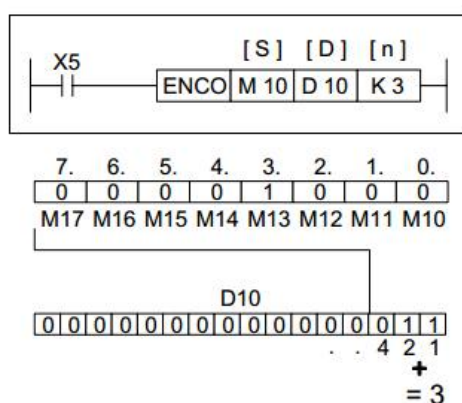 [ S ] [ D ] [ n ]
X5
ENCO M 10 D 10 K 3
7. 6. 5. 4. 3. 2. 1. 0.
0 0 0 0 1 0 0 0
M17 M16 M15 M14 M13 M12 M11 M10
D10
0 0 0 0 0 0 0 0 0 0 0 0 0 0 1 1
. . 4 2 1
+
= 3